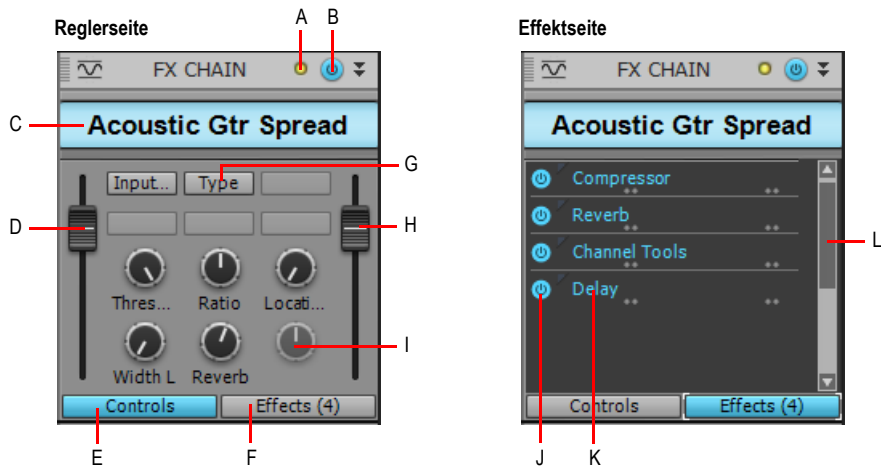 A B
Reglerseite
Effektseite
FX CHAIN
FX CHAIN
C
Acoustic Gtr Spread
Acoustic Gtr Spread
G
Input... Type
Compressor
D
H
Reverb
L
Channel Tools
Delay
Thres... Ratio Locati...
I
Width L Reverb
Controls Effects (4)
Controls Effects (4)
E F J K